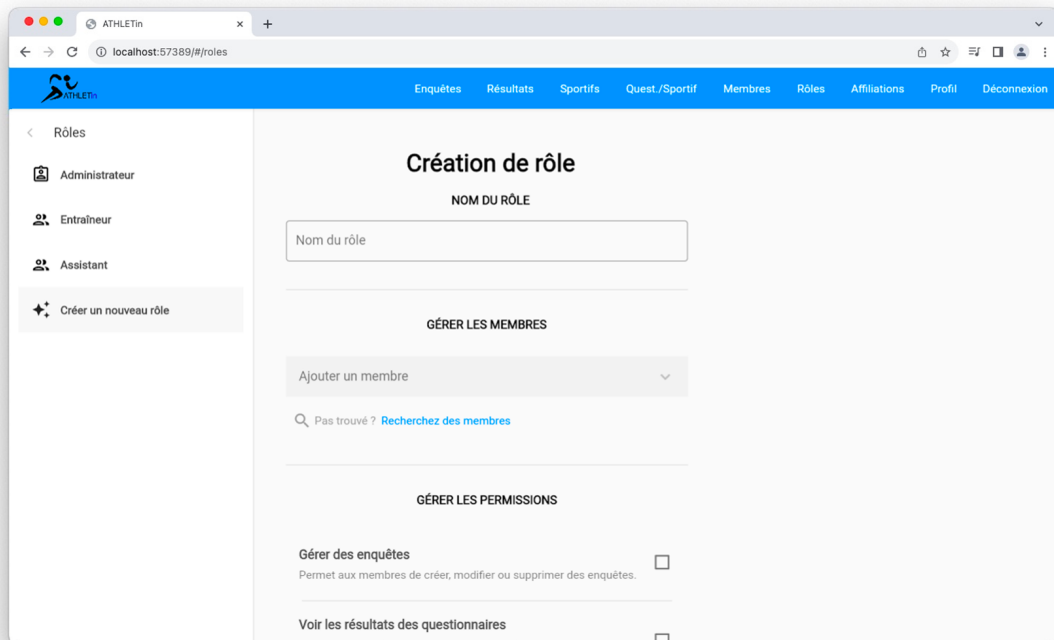 ATHLETin
localhost:57389/#/roles
ATHLETin
Enquêtes Résultats Sportifs Quest./Sportif Membres Rôles Affiliations Profil Déconnexion
Rôles
Administrateur
Entraîneur
Assistant
Créer un nouveau rôle
Création de rôle
NOM DU RÔLE
Nom du rôle
GÉRER LES MEMBRES
Ajouter un membre
Pas trouvé ? Recherchez des membres
GÉRER LES PERMISSIONS
Gérer des enquêtes
Permet aux membres de créer, modifier ou supprimer des enquêtes.
Voir les résultats des questionnaires